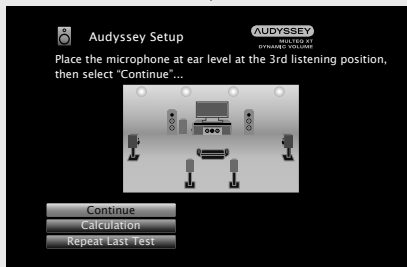 Audyssey Setup
AUDYSSEY
MULTEQ XT
DYNAMIC VOLUME
Place the microphone at ear level at the 3rd listening position,
then select “Continue”...
Continue
Calculation
Repeat Last Test